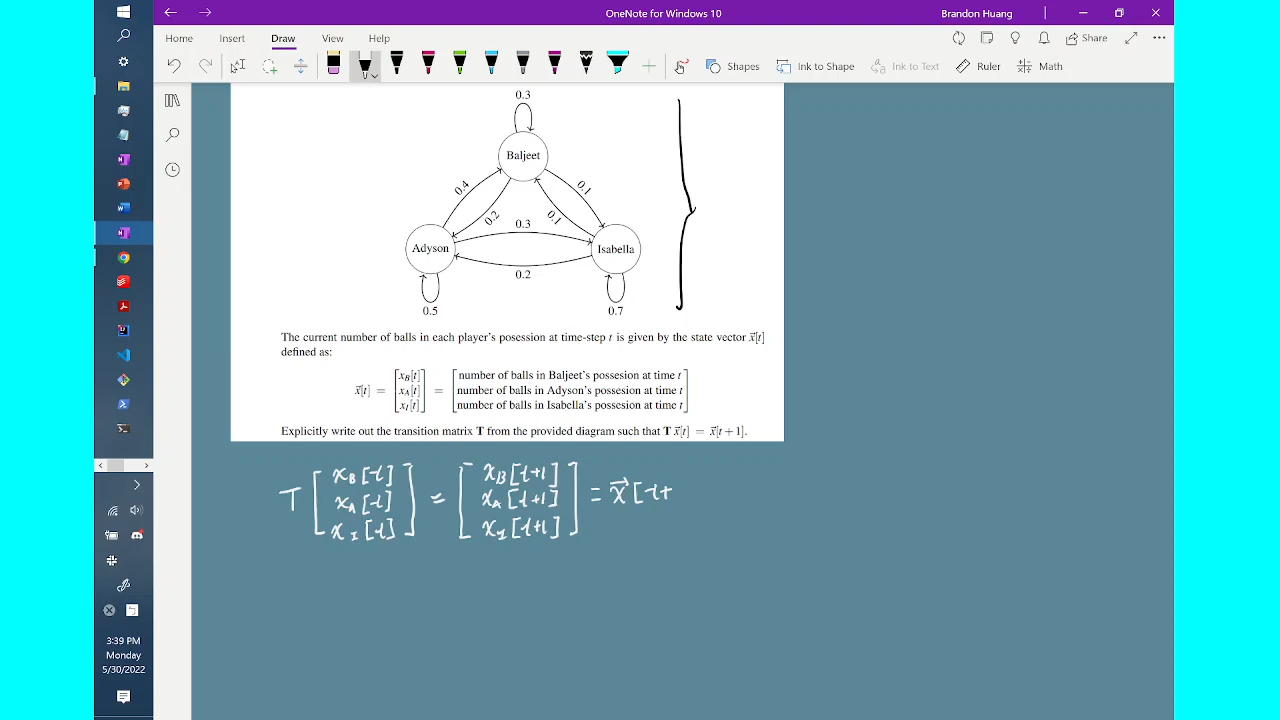 OneNote for Windows 10
Brandon Huang
Home Insert Draw View Help
Share
Shapes Ink to Shape Ink to Text Ruler Math
0.3
Baljeet
0.4 0.2 0.1 0.1
0.3
Adyson Isabella
0.2
0.5 0.7
The current number of balls in each player's posession at time-step t is given by the state vector x⃗[t]
defined as:
x⃗[t] = [x_B[t] x_A[t] x_I[t]] = [number of balls in Baljeet's possesion at time t
number of balls in Adyson's possesion at time t
number of balls in Isabella's possesion at time t]
Explicitly write out the transition matrix T from the provided diagram such that T x⃗[t] = x⃗[t+1].
T [x_B[t] = [x_B[t+1] = x⃗[t+
x_A[t] x_A[t+1]
x_I[t]] x_I[t+1]]
3:39 PM
Monday
5/30/2022